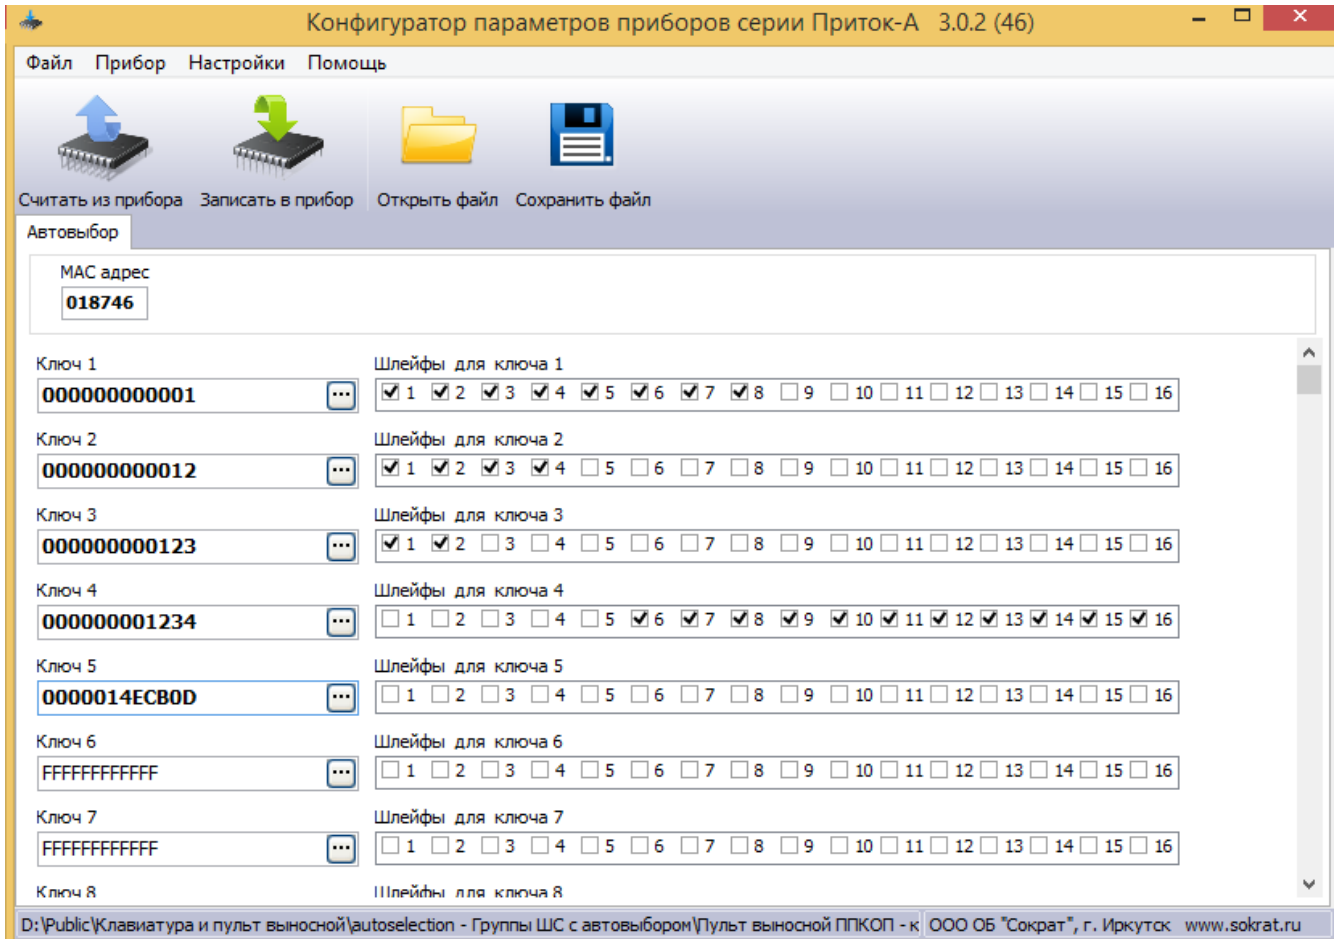 Конфигуратор параметров приборов серии Приток-А 3.0.2 (46)
Файл Прибор Настройки Помощь
Считать из прибора Записать в прибор Открыть файл Сохранить файл
Автовыбор
MAC адрес
018746
Ключ 1 Шлейфы для ключа 1
000000000001 ... 1 2 3 4 5 6 7 8 9 10 11 12 13 14 15 16
Ключ 2 Шлейфы для ключа 2
000000000012 ... 1 2 3 4 5 6 7 8 9 10 11 12 13 14 15 16
Ключ 3 Шлейфы для ключа 3
000000000123 ... 1 2 3 4 5 6 7 8 9 10 11 12 13 14 15 16
Ключ 4 Шлейфы для ключа 4
000000001234 ... 1 2 3 4 5 6 7 8 9 10 11 12 13 14 15 16
Ключ 5 Шлейфы для ключа 5
0000014ECB0D ... 1 2 3 4 5 6 7 8 9 10 11 12 13 14 15 16
Ключ 6 Шлейфы для ключа 6
FFFFFFFFFFFF ... 1 2 3 4 5 6 7 8 9 10 11 12 13 14 15 16
Ключ 7 Шлейфы для ключа 7
FFFFFFFFFFFF ... 1 2 3 4 5 6 7 8 9 10 11 12 13 14 15 16
Ключ 8 Шлейфы для ключа 8
D:\Public\Клавиатура и пульт выносной\autoselection - Группы ШС с автовыбором\Пульт выносной ППКОП - к ООО ОБ "Сократ", г. Иркутск www.sokrat.ru